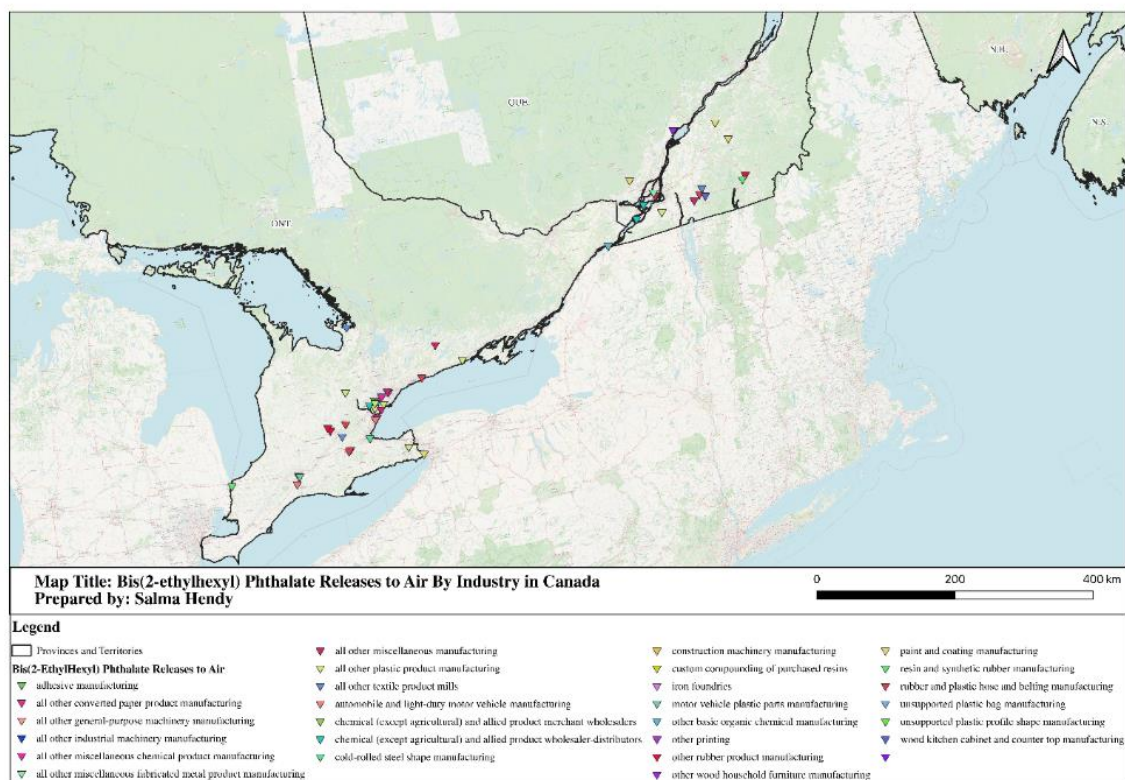 QUE.
N.B.
N.S.
ONT.
Map Title: Bis(2-ethylhexyl) Phthalate Releases to Air By Industry in Canada
Prepared by: Salma Hendy
0 200 400 km
Legend
Provinces and Territories
Bis(2-EthylHexyl) Phthalate Releases to Air
adhesive manufacturing
all other converted paper product manufacturing
all other general-purpose machinery manufacturing
all other industrial machinery manufacturing
all other miscellaneous chemical product manufacturing
all other miscellaneous fabricated metal product manufacturing
all other miscellaneous manufacturing
all other plastic product manufacturing
all other textile product mills
automobile and light-duty motor vehicle manufacturing
chemical (except agricultural) and allied product merchant wholesalers
chemical (except agricultural) and allied product wholesaler-distributors
cold-rolled steel shape manufacturing
construction machinery manufacturing
custom compounding of purchased resins
iron foundries
motor vehicle plastic parts manufacturing
other basic organic chemical manufacturing
other printing
other rubber product manufacturing
other wood household furniture manufacturing
paint and coating manufacturing
resin and synthetic rubber manufacturing
rubber and plastic hose and belting manufacturing
unsupported plastic bag manufacturing
unsupported plastic profile shape manufacturing
wood kitchen cabinet and counter top manufacturing